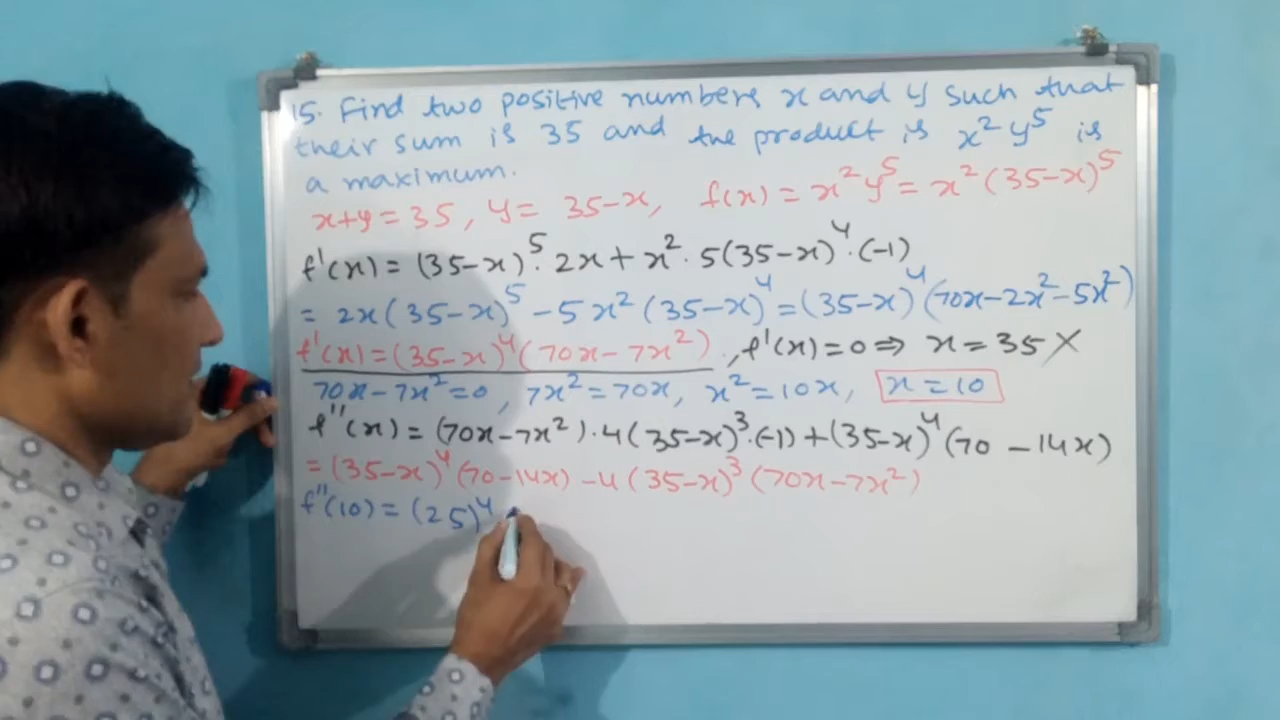 15. Find two positive numbers x and y such that
their sum is 35 and the product is x² y⁵ is
a maximum.
x+y = 35, y = 35-x, f(x) = x² y⁵ = x² (35-x)⁵
f'(x) = (35-x)⁵. 2x + x². 5(35-x)⁴.(-1)
= 2x(35-x)⁵ - 5x² (35-x)⁴ = (35-x)⁴(70x-2x²-5x²)
f'(x) = (35-x)⁴(70x-7x²), f'(x) = 0 ⇒ x = 35 ×
70x-7x² = 0, 7x² = 70x, x² = 10x, x = 10
f''(x) = (70x-7x²).4(35-x)³.(-1) + (35-x)⁴(70 - 14x)
= (35-x)⁴(70-14x) - 4(35-x)³(70x-7x²)
f''(10) = (25)⁴